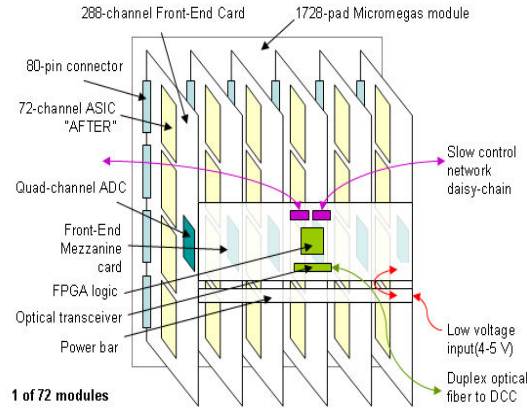 288-channel Front-End Card
1728-pad Micromegas module
80-pin connector
72-channel ASIC
"AFTER"
Quad-channel ADC
Front-End
Mezzanine
card
FPGA logic
Optical transceiver
Power bar
Slow control
network
daisy-chain
Low voltage
input(4-5 V)
Duplex optical
fiber to DCC
1 of 72 modules